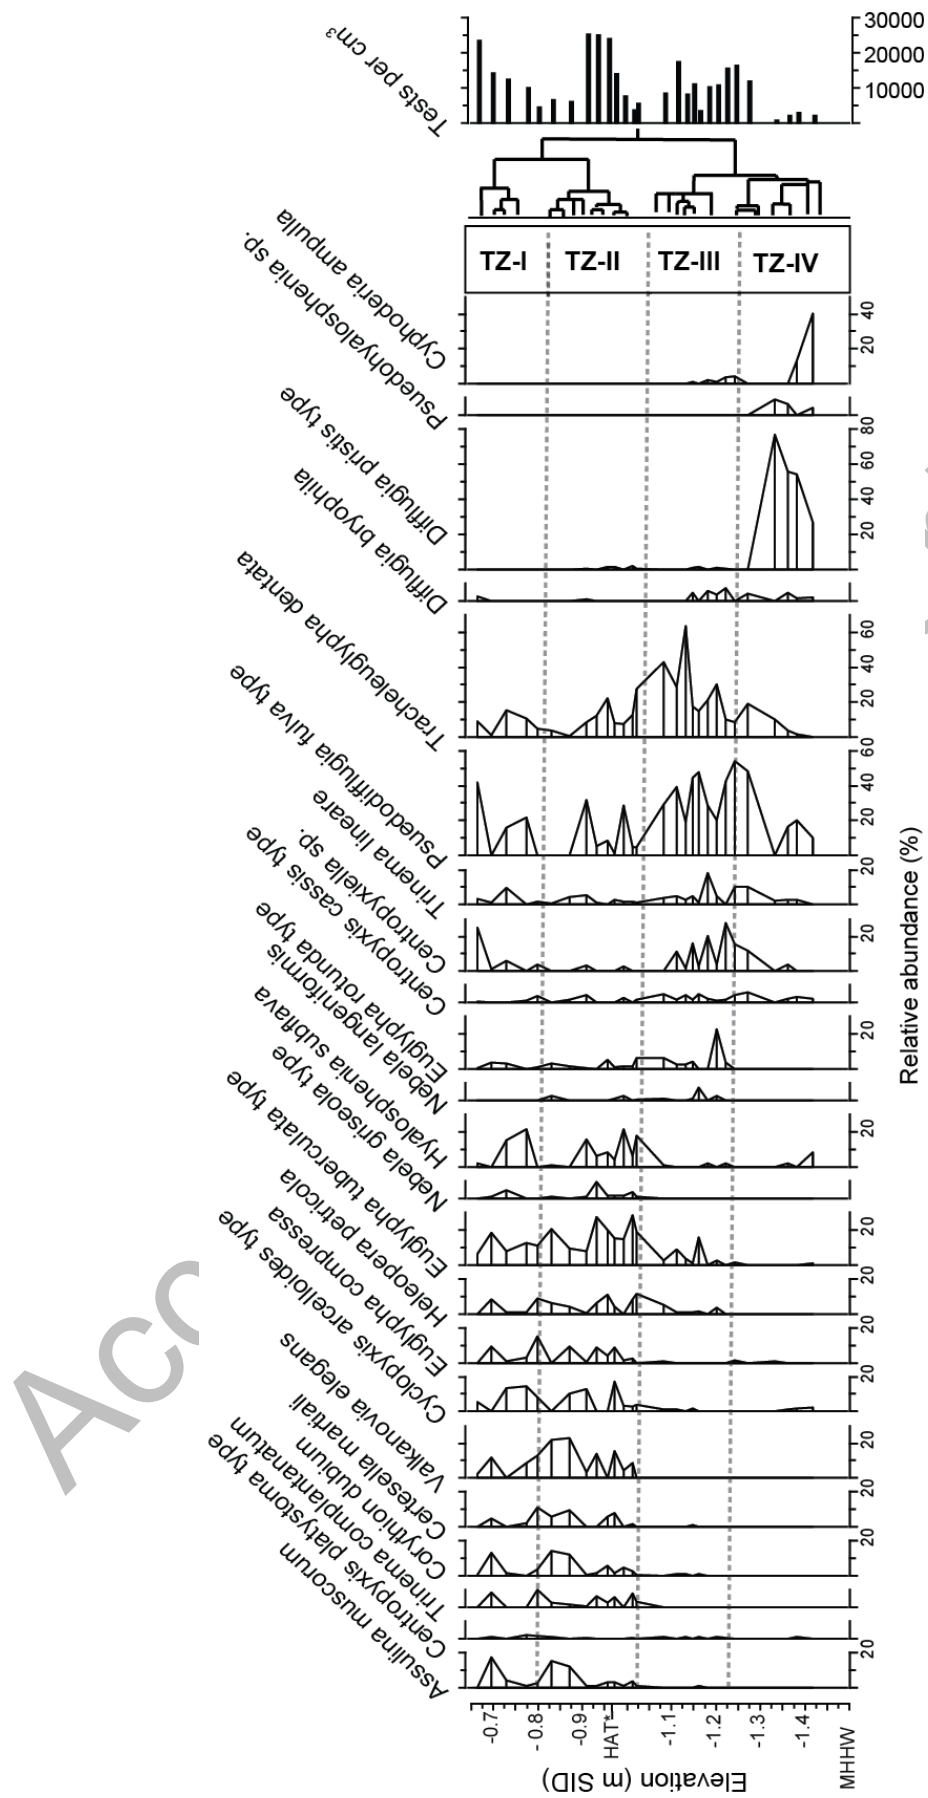 Tests per cm³
30000
20000
10000
TZ-I
TZ-II
TZ-III
TZ-IV
Cyphoderia ampulla
40
20
Psuedohyalosphenia sp.
Difflugia pristis type
80
60
40
20
Difflugia bryophila
Tracheleuglypha dentata
60
40
20
Psuedodifflugia fulva type
60
40
20
Trinema lineare
20
Centropyxiella sp.
20
Centropyxis cassis type
Euglypha rotunda type
20
Nebela langeniformis
Hyalosphenia subflava
20
Nebela griseola type
Euglypha tuberculata type
20
Heleopera petricola
20
Euglypha compressa
20
Cyclopyxis arcelloides type
20
Valkanovia elegans
20
Certesella martiali
20
Corythion dubium
20
Trinema complantanatum
Centropyxis platystoma type
Assulina muscorum
20
Relative abundance (%)
-0.7
- 0.8
-0.9
HAT*
-1.1
-1.2
-1.3
-1.4
MHHW
Elevation (m SID)
Acc